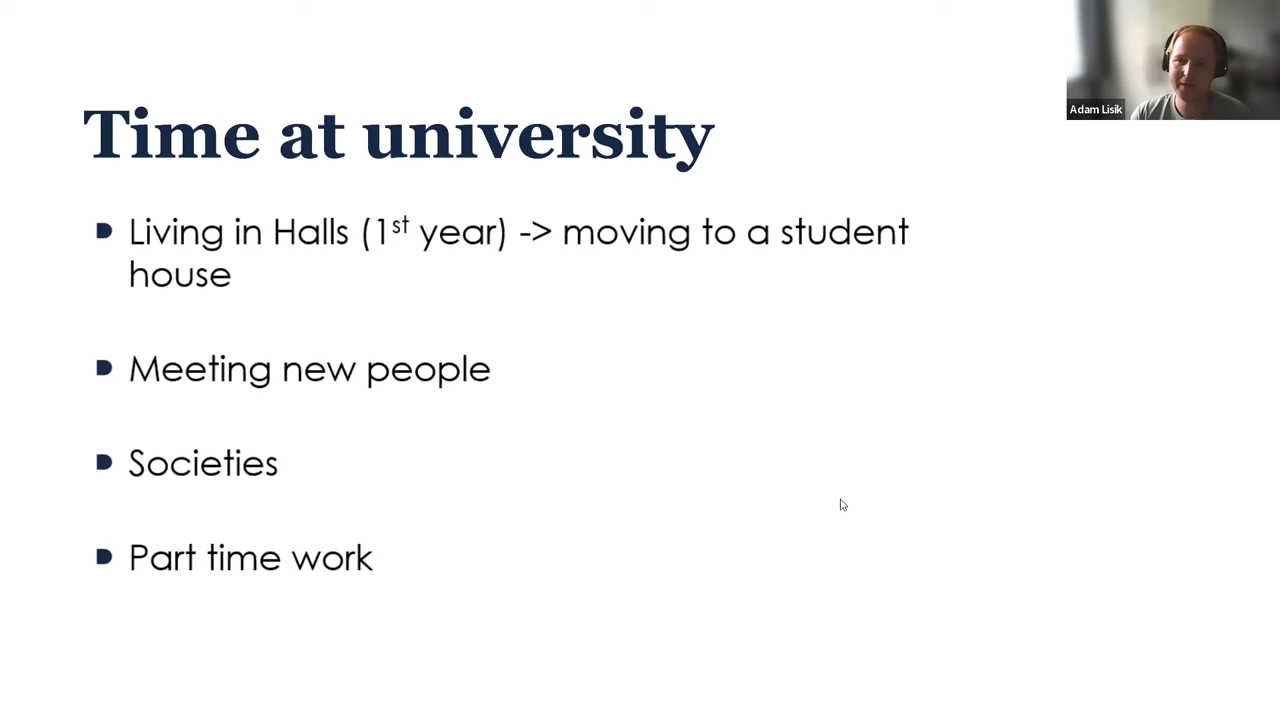 Adam Lisik
Time at university
Living in Halls (1st year) -> moving to a student
house
Meeting new people
Societies
Part time work